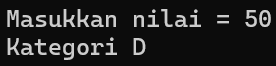 Masukkan nilai = 50
Kategori D